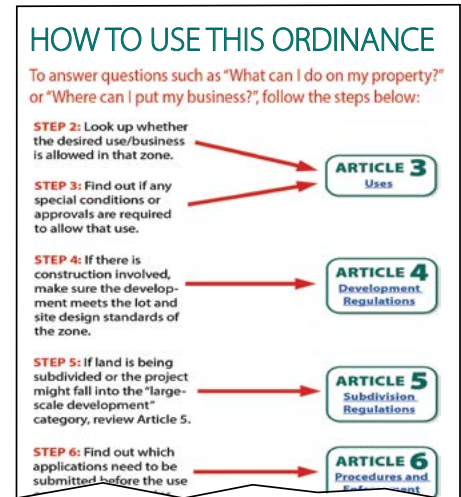 HOW TO USE THIS ORDINANCE
To answer questions such as "What can I do on my property?"
or "Where can I put my business?", follow the steps below:
STEP 2: Look up whether
the desired use/business
is allowed in that zone.
STEP 3: Find out if any
special conditions or
approvals are required
to allow that use.
ARTICLE 3
Uses
STEP 4: If there is
construction involved,
make sure the develop-
ment meets the lot and
site design standards of
the zone.
ARTICLE 4
Development
Regulations
STEP 5: If land is being
subdivided or the project
might fall into the "large-
scale development"
category, review Article 5.
ARTICLE 5
Subdivision
Regulations
STEP 6: Find out which
applications need to be
submitted before the use
ARTICLE 6
Procedures and